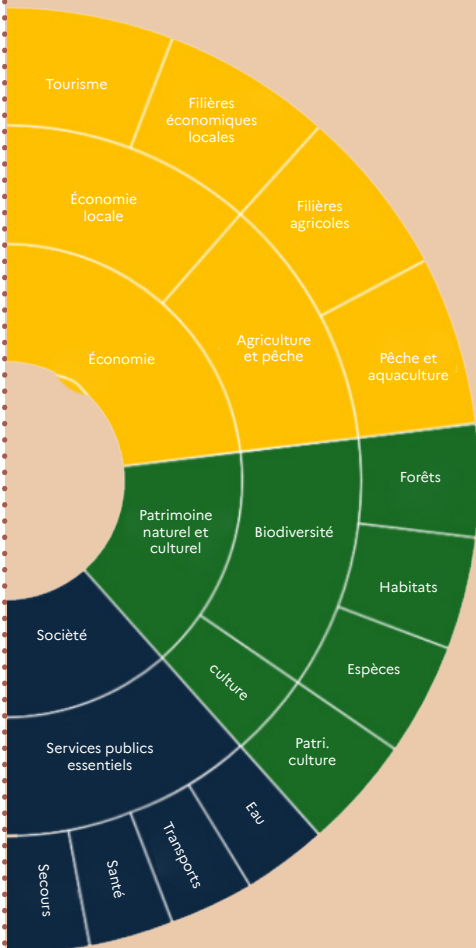 Tourisme
Filières
économiques
locales
Économie
locale
Filières
agricoles
Économie
Agriculture
et pêche
Pêche et
aquaculture
Patrimoine
naturel et
culturel
Biodiversité
Forêts
Habitats
Espèces
culture
Patri.
culture
Socièté
Services publics
essentiels
Eau
Transports
Santé
Secours